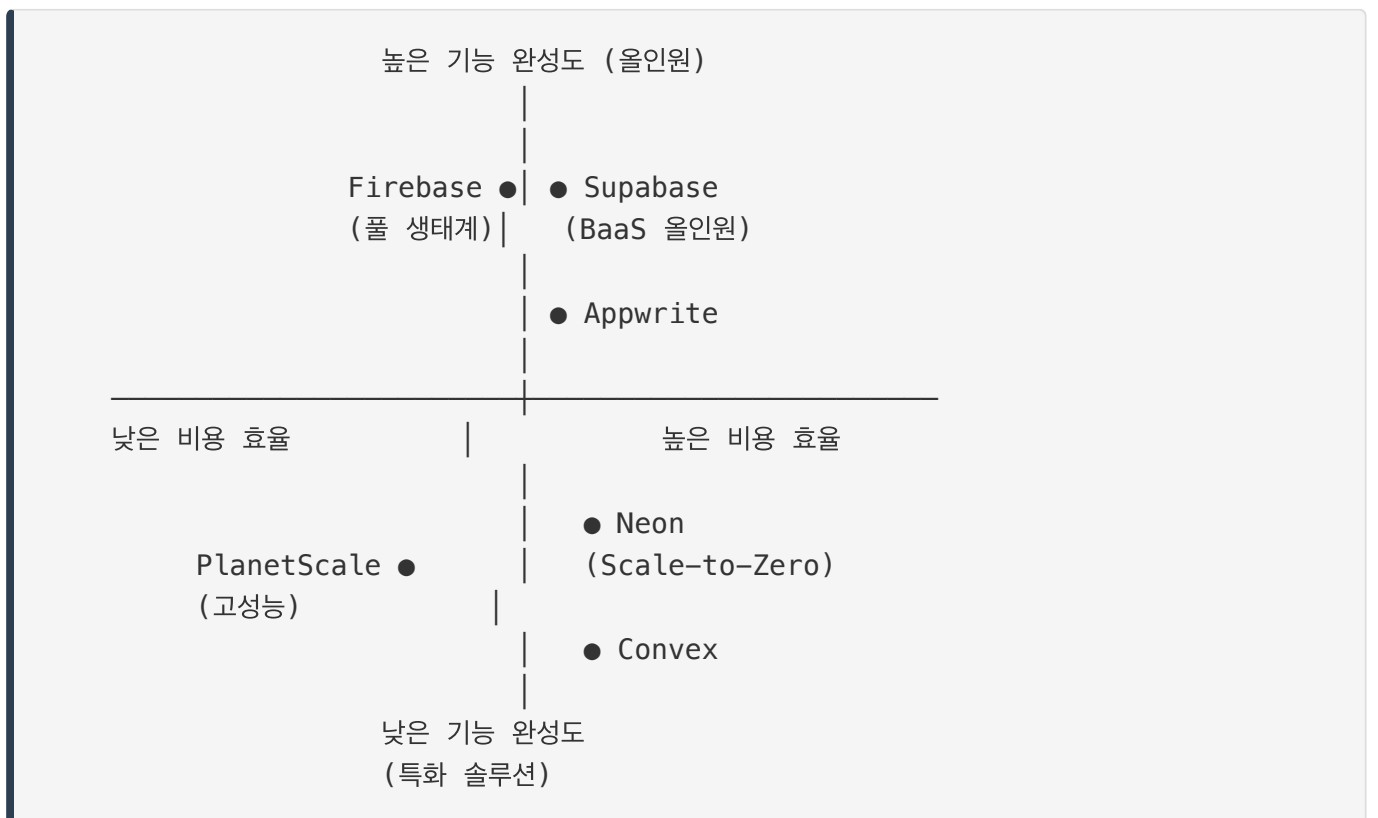 높은 기능 완성도 (올인원)
Firebase ●│ ● Supabase
(풀 생태계)│ (BaaS 올인원)
● Appwrite
낮은 비용 효율 │ 높은 비용 효율
● Neon
PlanetScale ● │ (Scale-to-Zero)
(고성능) │
● Convex
낮은 기능 완성도
(특화 솔루션)